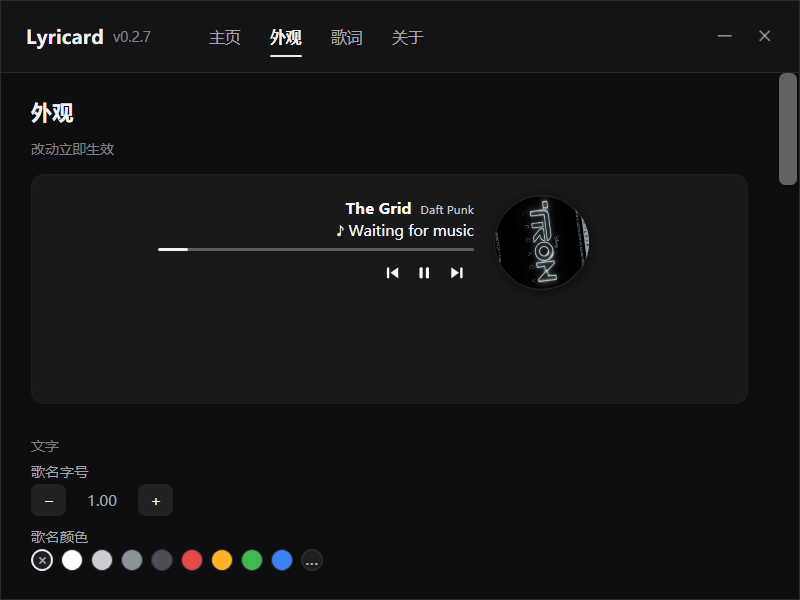 Lyricard v0.2.7 主页 外观 歌词 关于
外观
改动立即生效
The Grid Daft Punk
♪ Waiting for music
TRON
文字
歌名字号
− 1.00 +
歌名颜色
...